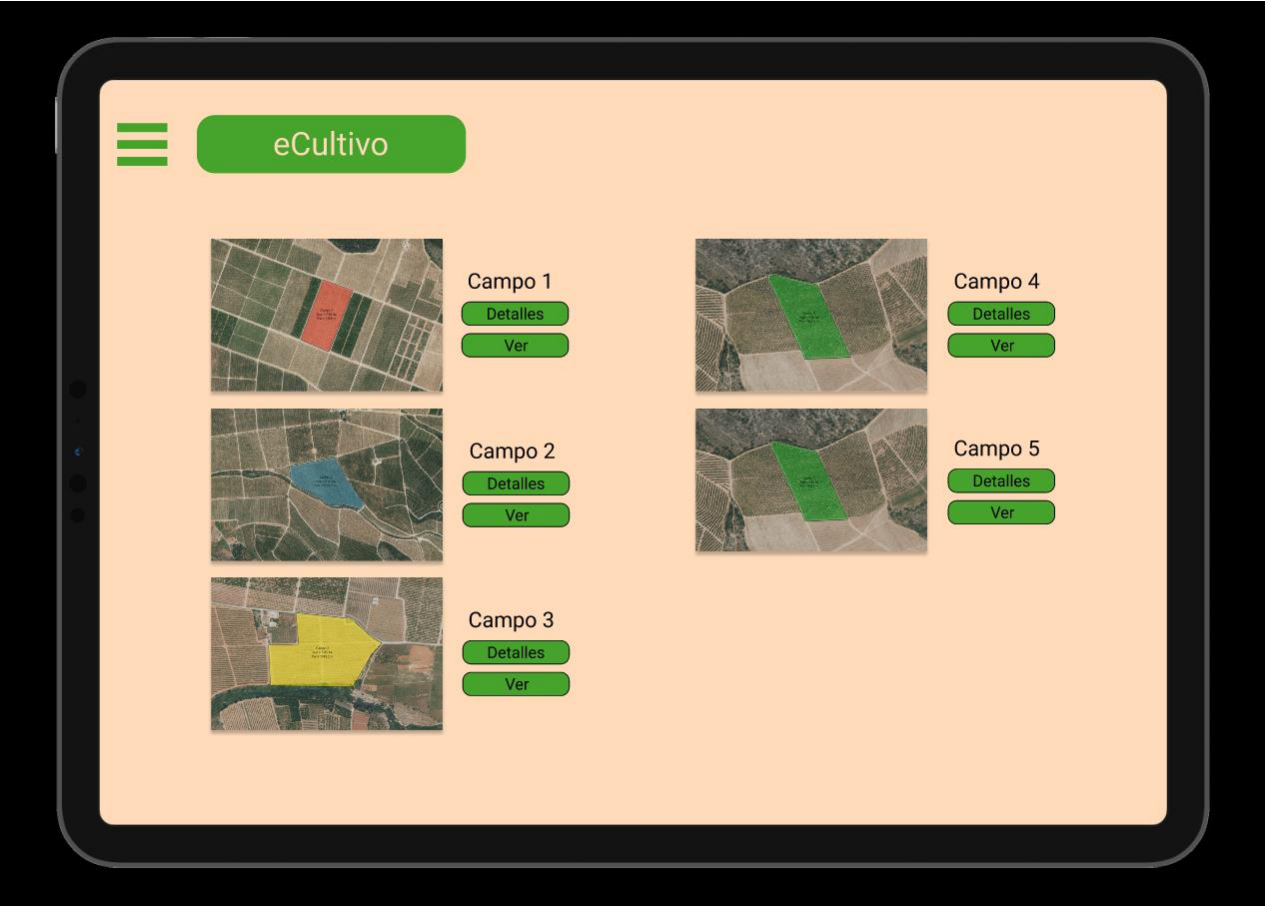 eCultivo
Campo 1
Detalles
Ver
Campo 2
Detalles
Ver
Campo 3
Detalles
Ver
Campo 4
Detalles
Ver
Campo 5
Detalles
Ver